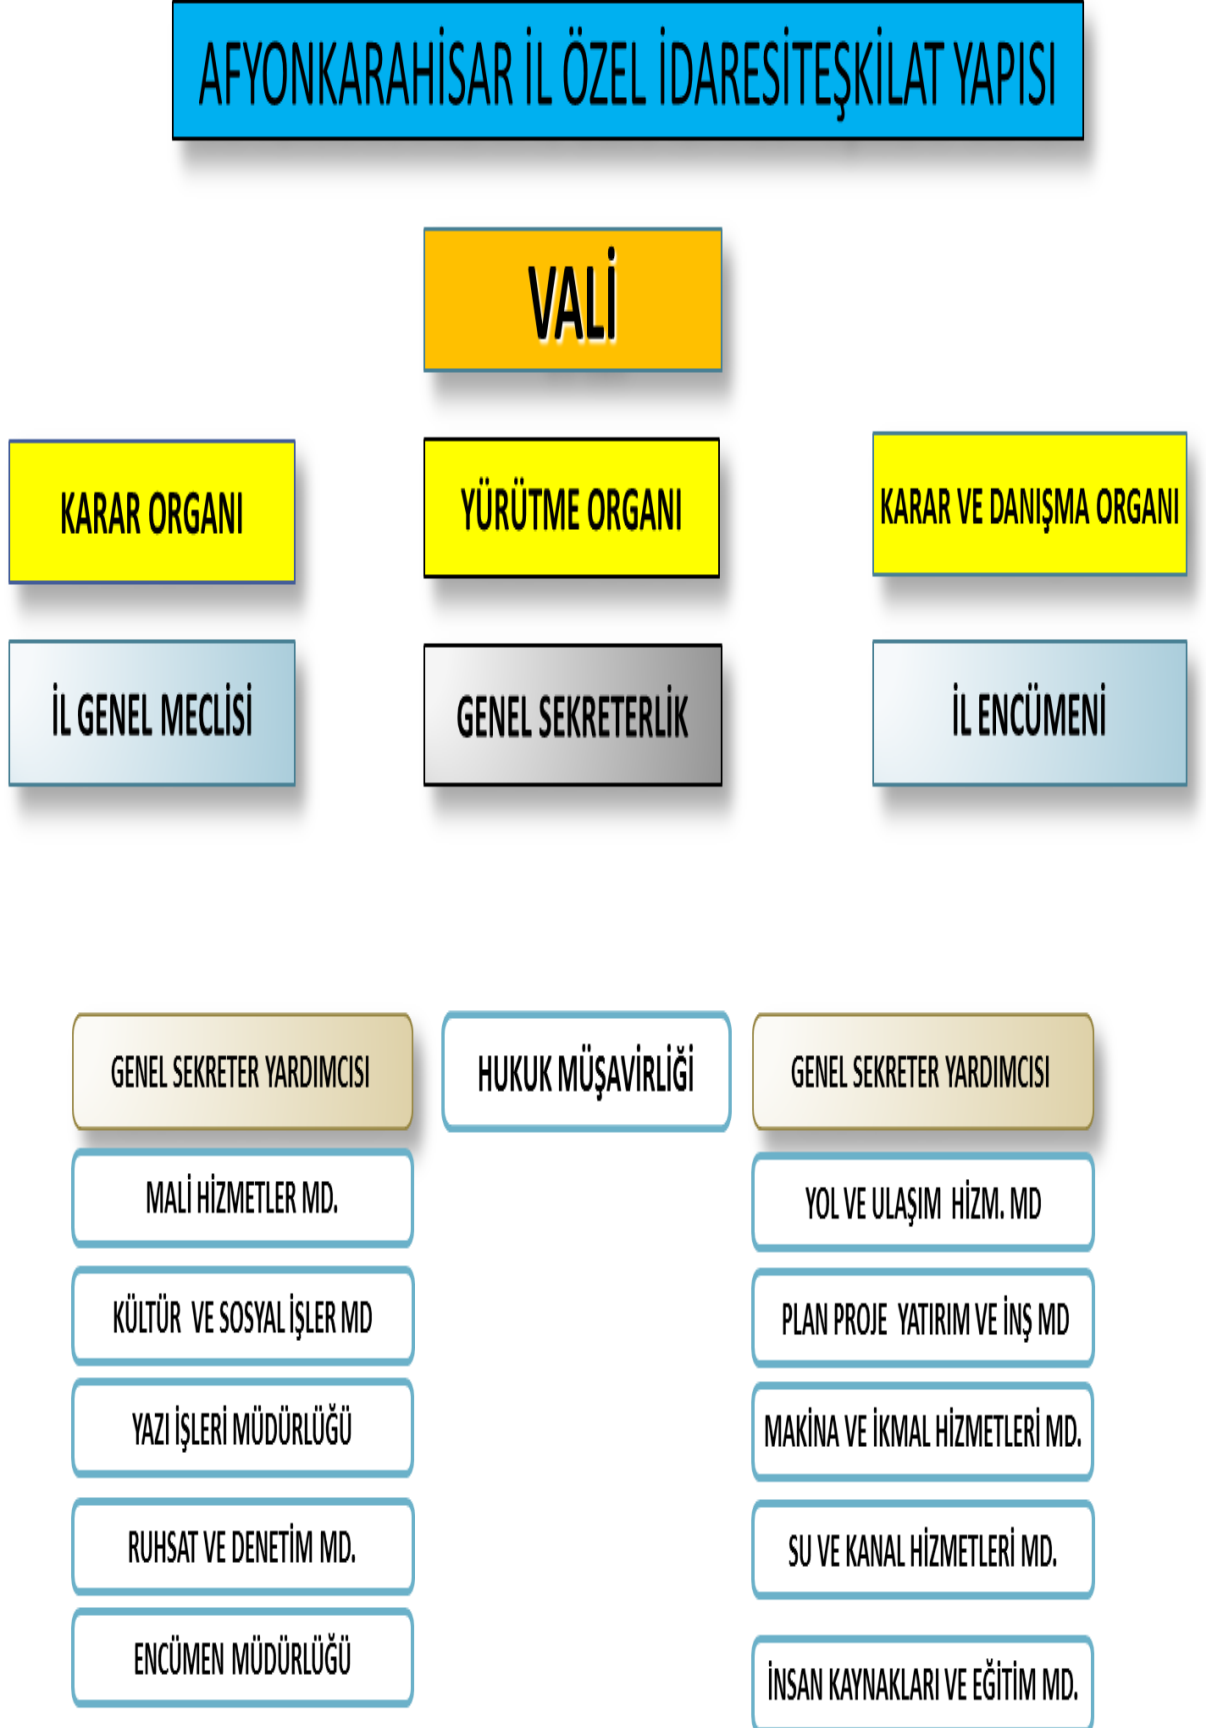 AFYONKARAHİSAR İL ÖZEL İDARESİTEŞKİLAT YAPISI
VALİ
KARAR ORGANI
YÜRÜTME ORGANI
KARAR VE DANIŞMA ORGANI
İL GENEL MECLİSİ
GENEL SEKRETERLİK
İL ENCÜMENİ
GENEL SEKRETER YARDIMCISI
HUKUK MÜŞAVİRLİĞİ
GENEL SEKRETER YARDIMCISI
MALİ HİZMETLER MD.
KÜLTÜR VE SOSYAL İŞLER MD
YAZI İŞLERİ MÜDÜRLÜĞÜ
RUHSAT VE DENETİM MD.
ENCÜMEN MÜDÜRLÜĞÜ
YOL VE ULAŞIM HİZM. MD
PLAN PROJE YATIRIM VE İNŞ MD
MAKİNA VE İKMAL HİZMETLERİ MD.
SU VE KANAL HİZMETLERİ MD.
İNSAN KAYNAKLARI VE EĞİTİM MD.